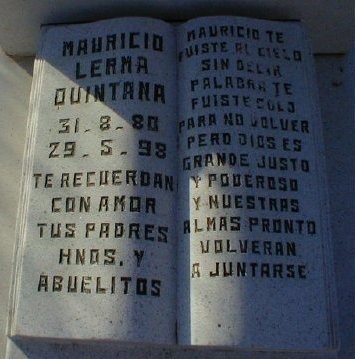 MAURICIO
LERMA
QUINTANA
31-8-80
29-5-98
TE RECUERDAN
CON AMOR
TUS PADRES
HNOS. Y
ABUELITOS
MAURICIO TE
FUISTE AL CIELO
SIN DECIR
PALABRA TE
FUISTE SOLO
PARA NO VOLVER
PERO DIOS ES
GRANDE JUSTO
Y PODEROSO
Y NUESTRAS
ALMAS PRONTO
VOLVERAN
A JUNTARSE